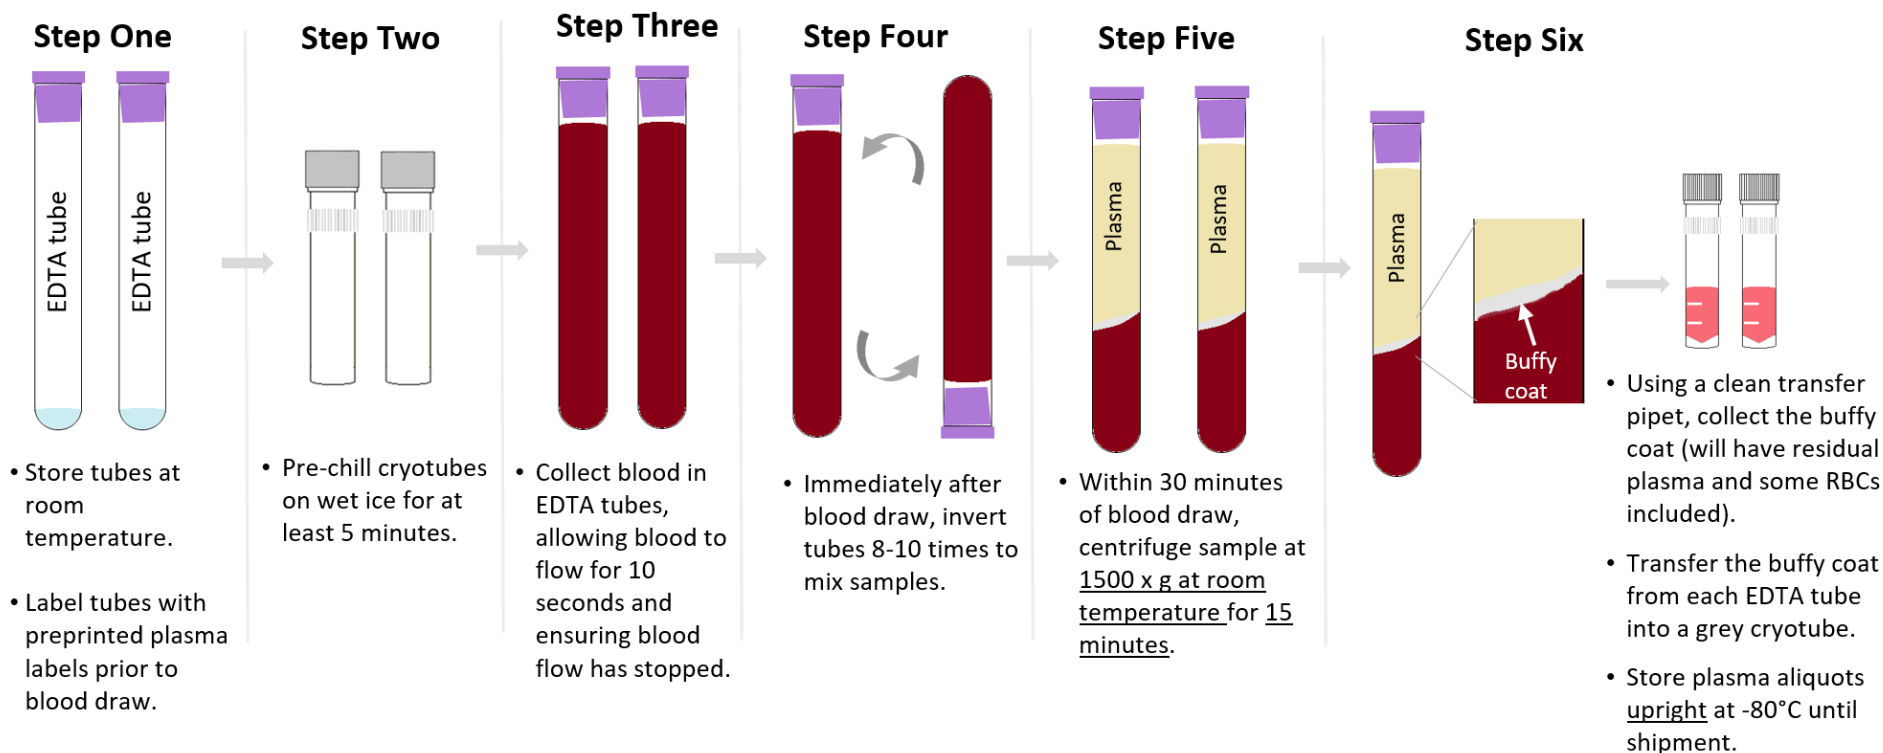 Step One
EDTA tube
EDTA tube
• Store tubes at
room
temperature.
• Label tubes with
preprinted plasma
labels prior to
blood draw.
Step Two
• Pre-chill cryotubes
on wet ice for at
least 5 minutes.
Step Three
• Collect blood in
EDTA tubes,
allowing blood to
flow for 10
seconds and
ensuring blood
flow has stopped.
Step Four
• Immediately after
blood draw, invert
tubes 8-10 times to
mix samples.
Step Five
Plasma
Plasma
• Within 30 minutes
of blood draw,
centrifuge sample at
1500 x g at room
temperature for 15
minutes.
Step Six
Plasma
Buffy
coat
• Using a clean transfer
pipet, collect the buffy
coat (will have residual
plasma and some RBCs
included).
• Transfer the buffy coat
from each EDTA tube
into a grey cryotube.
• Store plasma aliquots
upright at -80°C until
shipment.